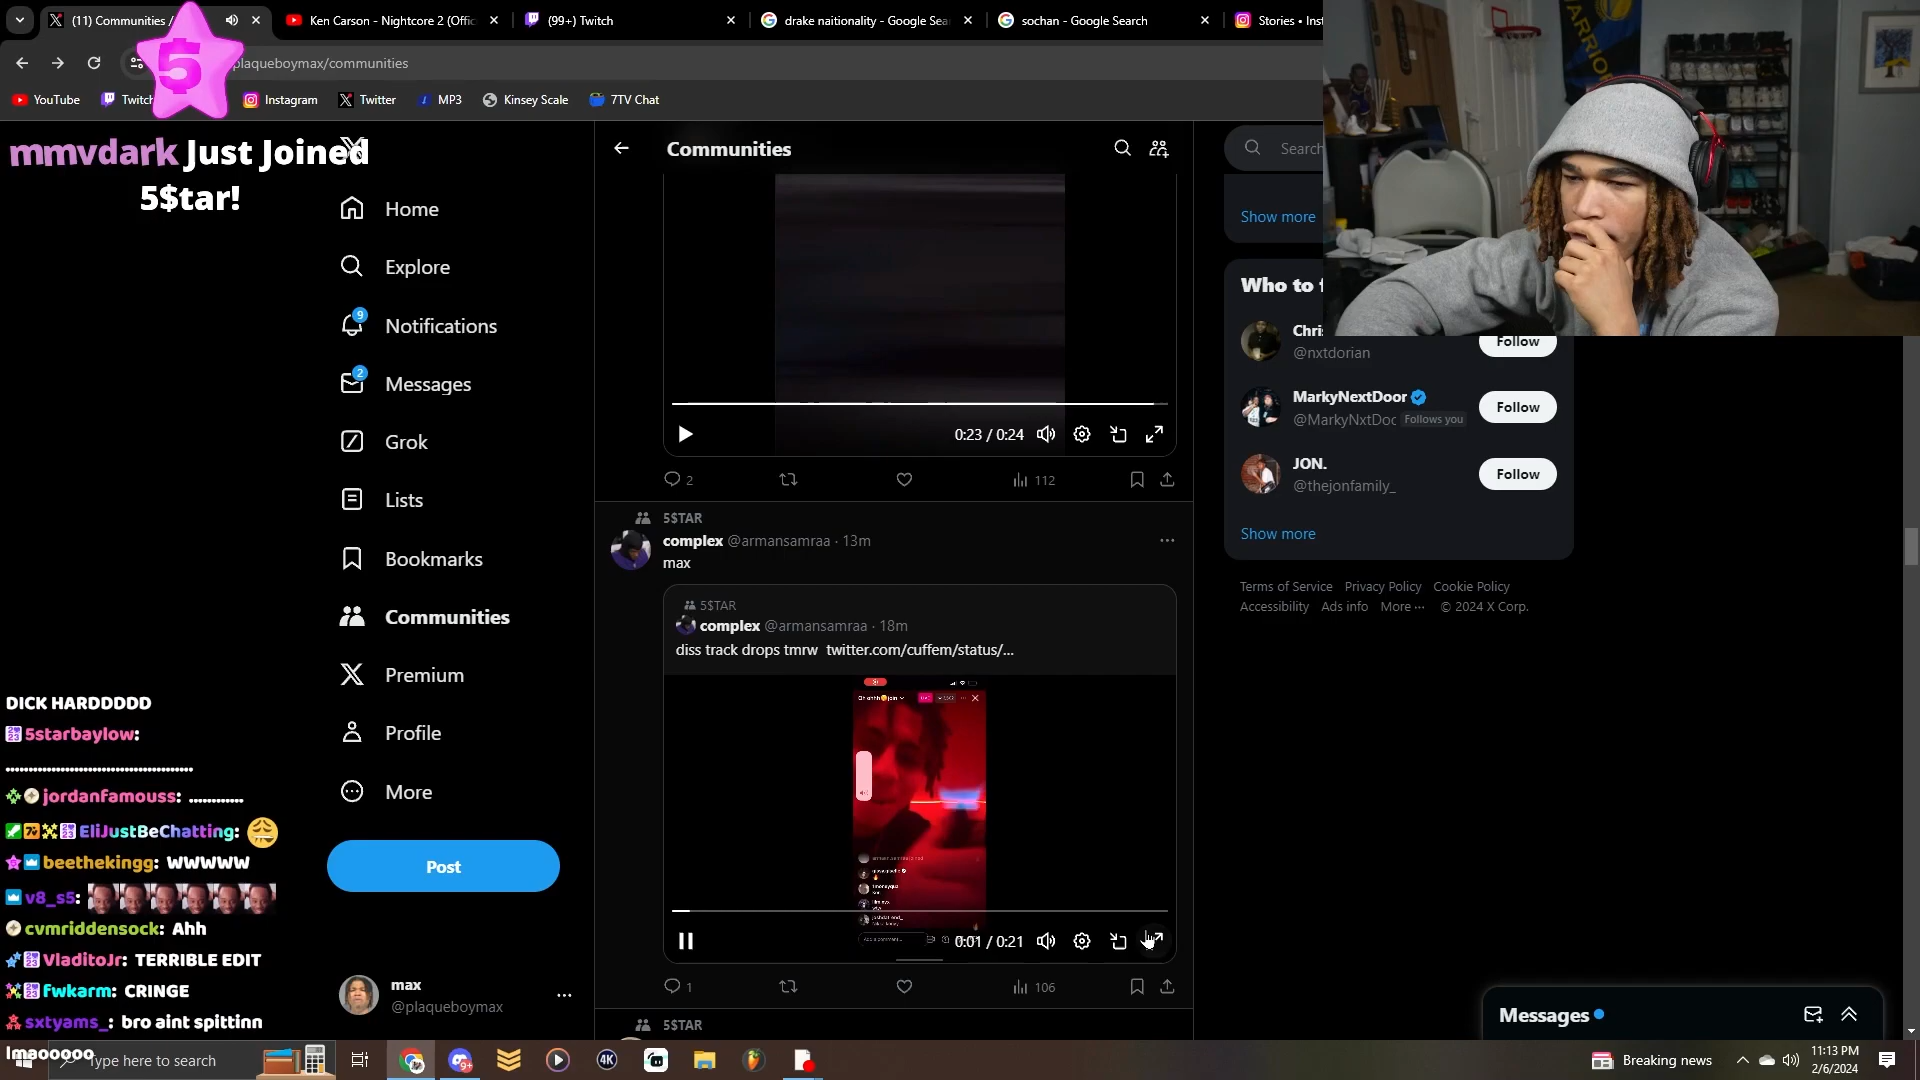 (11) Communities /
Ken Carson - Nightcore 2 (Offic
(99+) Twitch
drake naitionality - Google Sea
sochan - Google Search
Stories • Inst
plaqueboymax/communities
YouTube
Twitch
Instagram
Twitter
MP3
Kinsey Scale
7TV Chat
5
mmvdark Just Joined
5$tar!
Home
Explore
9
Notifications
2
Messages
Grok
Lists
Bookmarks
Communities
Premium
Profile
More
Post
max
@plaqueboymax
Communities
0:23 / 0:24
2
112
5$TAR
complex @armansamraa · 13m
max
5$TAR
complex @armansamraa · 18m
diss track drops tmrw twitter.com/cuffem/status/...
0:01 / 0:21
1
106
5$TAR
Search
Show more
Who to f
Chri
@nxtdorian
Follow
MarkyNextDoor
@MarkyNxtDoc Follows you
Follow
JON.
@thejonfamily_
Follow
Show more
Terms of Service Privacy Policy Cookie Policy
Accessibility Ads info More ··· © 2024 X Corp.
Messages
DICK HARDDDDD
5starbaylow:
jordanfamouss: ............
EliJustBeChatting:
beethekingg: WWWWW
v8_s5:
cvmriddensock: Ahh
VladitoJr: TERRIBLE EDIT
fwkarm: CRINGE
sxtyams_: bro aint spittinn
lmaooooo
Type here to search
4K
Breaking news
11:13 PM
2/6/2024